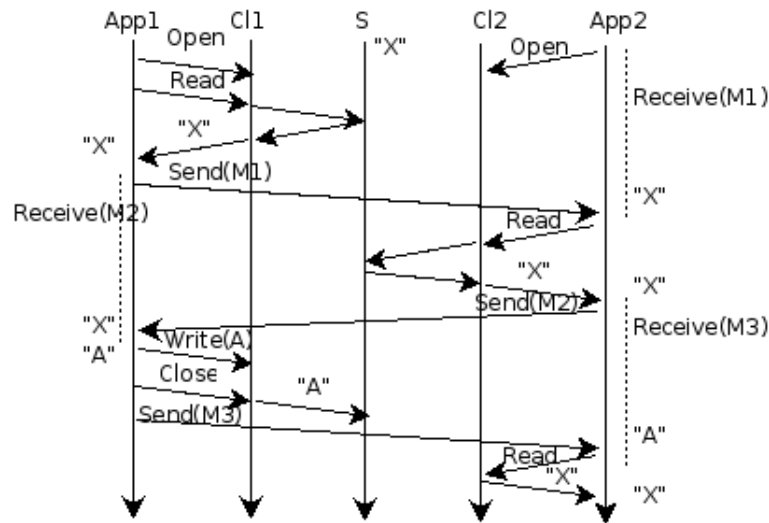 App1 Cl1 S Cl2 App2
Open "X" Open
Read
Receive(M1)
"X"
"X"
Send(M1)
"X"
Receive(M2)
Read
"X"
"X"
Send(M2)
"X"
Receive(M3)
Write(A)
"A"
Close
"A"
Send(M3)
"A"
Read
"X"
"X"